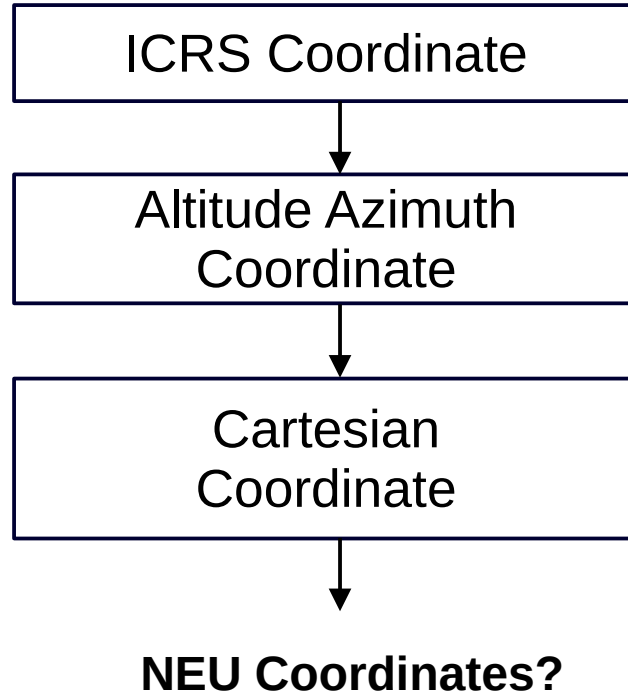 ICRS Coordinate
Altitude Azimuth
Coordinate
Cartesian
Coordinate
NEU Coordinates?